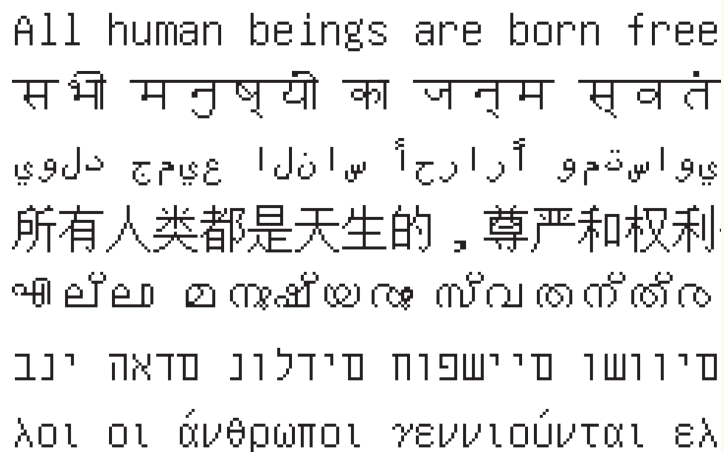 All human beings are born free
सभी मनुष्यी का जन्म स्वतं
يولد جميع الناس أحرارأ ومتساوي
所有人类都是天生的，尊严和权利
എല്ലാ മനുഷ്യരും സ്വതന്ത്ര
בני האדם נולדים חופשיים ושווים
λοι οι άνθρωποι γεννιούνται ελ